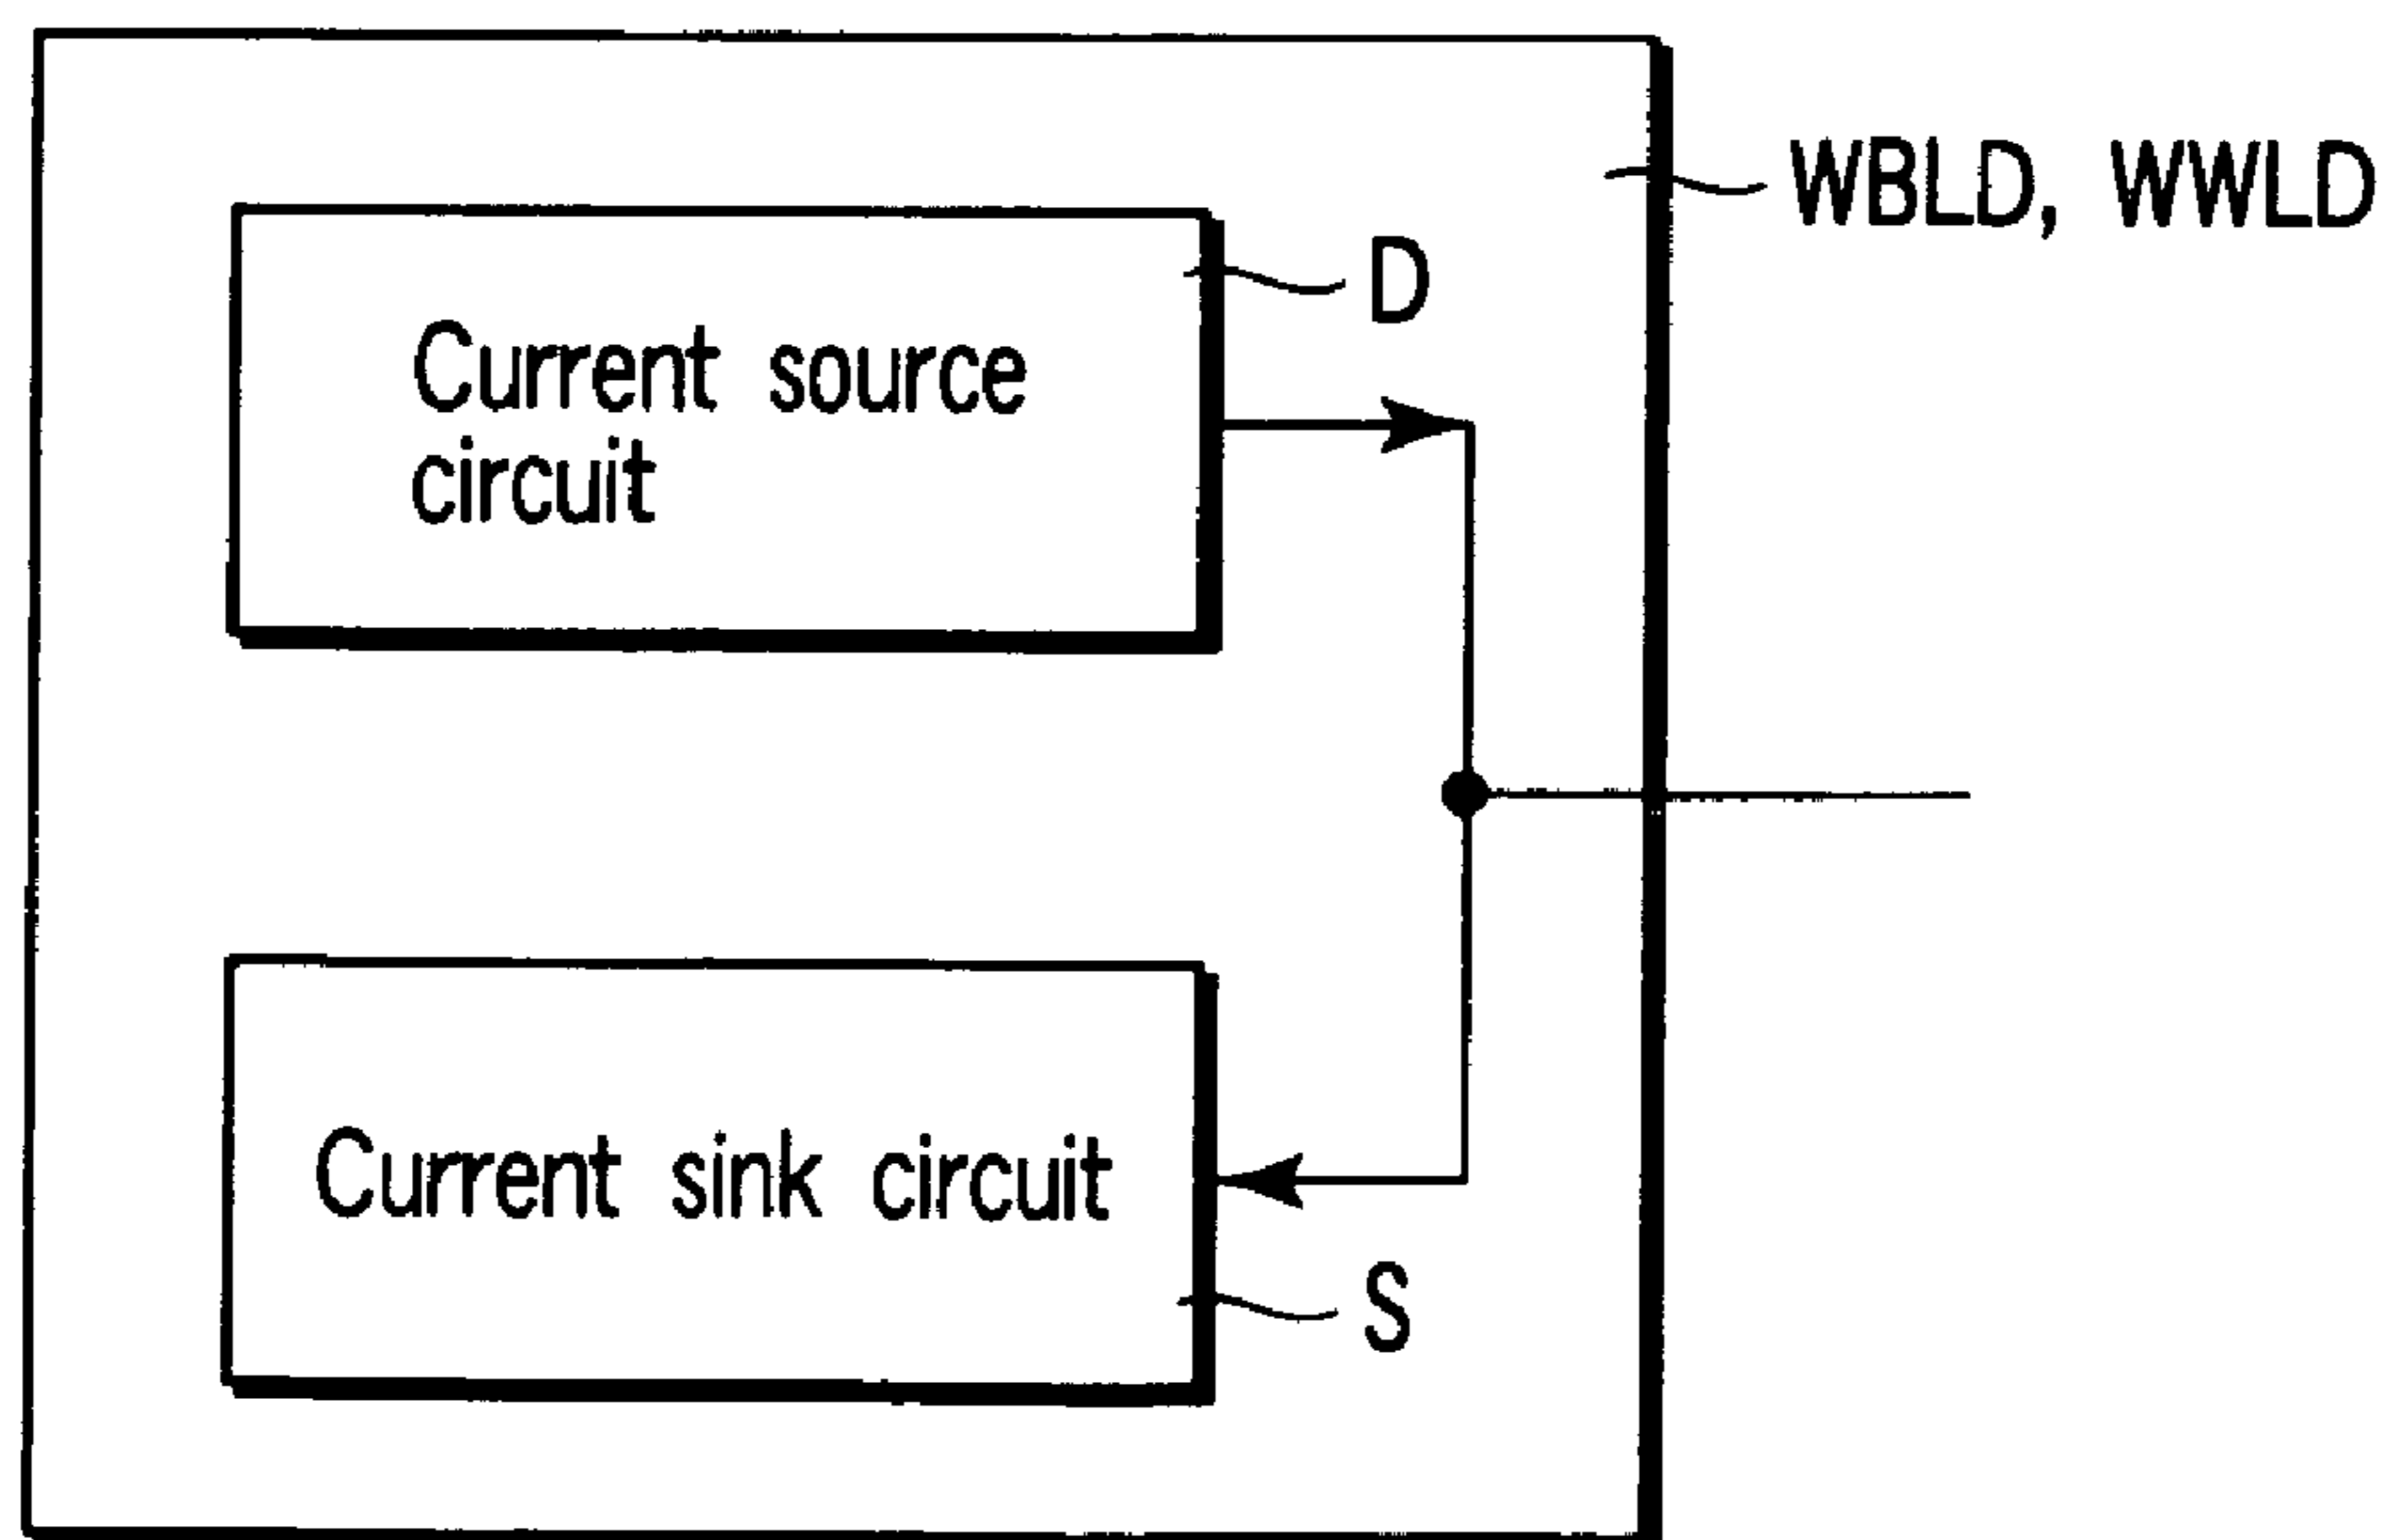 WBLD, WWLD
D
Current source
circuit
Current sink circuit
S